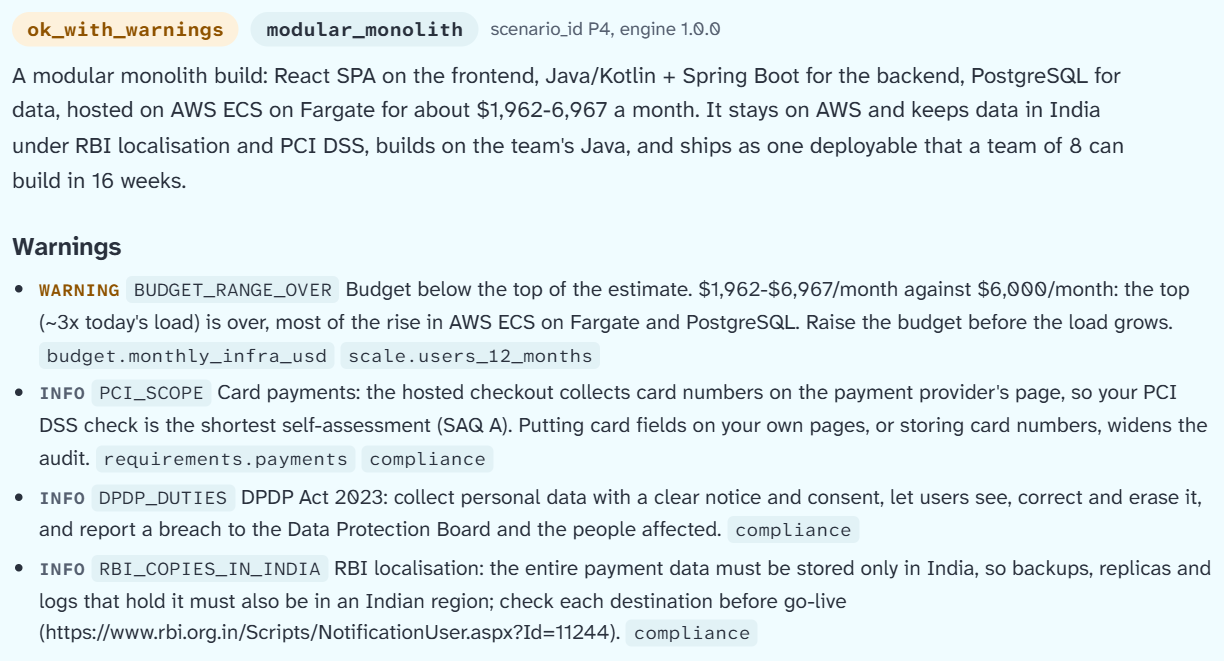 ok_with_warnings modular_monolith scenario_id P4, engine 1.0.0
A modular monolith build: React SPA on the frontend, Java/Kotlin + Spring Boot for the backend, PostgreSQL for
data, hosted on AWS ECS on Fargate for about $1,962-6,967 a month. It stays on AWS and keeps data in India
under RBI localisation and PCI DSS, builds on the team's Java, and ships as one deployable that a team of 8 can
build in 16 weeks.
Warnings
• WARNING BUDGET_RANGE_OVER Budget below the top of the estimate. $1,962-$6,967/month against $6,000/month: the top
(~3x today's load) is over, most of the rise in AWS ECS on Fargate and PostgreSQL. Raise the budget before the load grows.
budget.monthly_infra_usd scale.users_12_months
• INFO PCI_SCOPE Card payments: the hosted checkout collects card numbers on the payment provider's page, so your PCI
DSS check is the shortest self-assessment (SAQ A). Putting card fields on your own pages, or storing card numbers, widens the
audit. requirements.payments compliance
• INFO DPDP_DUTIES DPDP Act 2023: collect personal data with a clear notice and consent, let users see, correct and erase it,
and report a breach to the Data Protection Board and the people affected. compliance
• INFO RBI_COPIES_IN_INDIA RBI localisation: the entire payment data must be stored only in India, so backups, replicas and
logs that hold it must also be in an Indian region; check each destination before go-live
(https://www.rbi.org.in/Scripts/NotificationUser.aspx?Id=11244). compliance